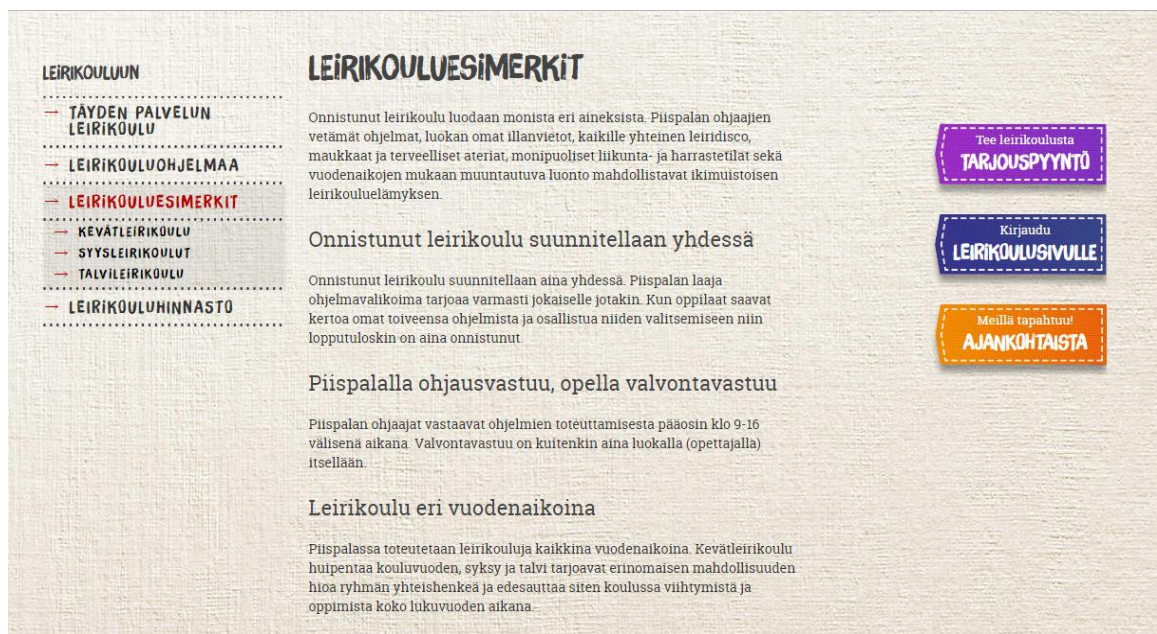 LEIRIKOULUUN
→ TÄYDEN PALVELUN
LEIRIKOULU
→ LEIRIKOULUOHJELMAA
→ LEIRIKOULUESIMERKIT
→ KEVÄTLEIRIKOULU
→ SYYSLEIRIKOULUT
→ TALVILEIRIKOULU
→ LEIRIKOULUHINNASTO
LEIRIKOULUESIMERKIT
Onnistunut leirikoulu luodaan monista eri aineksista. Piispalan ohjaajien
vetämät ohjelmat, luokan omat illanvietot, kaikille yhteinen leiridisco,
maukkaat ja terveelliset ateriat, monipuoliset liikunta- ja harrastetilat sekä
vuodenaikojen mukaan muuntautuva luonto mahdollistavat ikimuistoisen
leirikouluelämyksen.
Onnistunut leirikoulu suunnitellaan yhdessä
Onnistunut leirikoulu suunnitellaan aina yhdessä. Piispalan laaja
ohjelmavalikoima tarjoaa varmasti jokaiselle jotakin. Kun oppilaat saavat
kertoa omat toiveensa ohjelmista ja osallistua niiden valitsemiseen niin
lopputuloskin on aina onnistunut.
Piispalalla ohjausvastuu, opella valvontavastuu
Piispalan ohjaajat vastaavat ohjelmien toteuttamisesta pääosin klo 9-16
välisenä aikana. Valvontavastuu on kuitenkin aina luokalla (opettajalla)
itsellään.
Leirikoulu eri vuodenaikoina
Piispalassa toteutetaan leirikouluja kaikkina vuodenaikoina. Kevätleirikoulu
huipentaa kouluvuoden, syksy ja talvi tarjoavat erinomaisen mahdollisuuden
hioa ryhmän yhteishenkeä ja edesauttaa siten koulussa viihtymistä ja
oppimista koko lukuvuoden aikana.
Tee leirikoulusta
TARJOUSPYYNTÖ
Kirjaudu
LEIRIKOULUSIVULLE
Meillä tapahtuu!
AJANKOHTAISTA